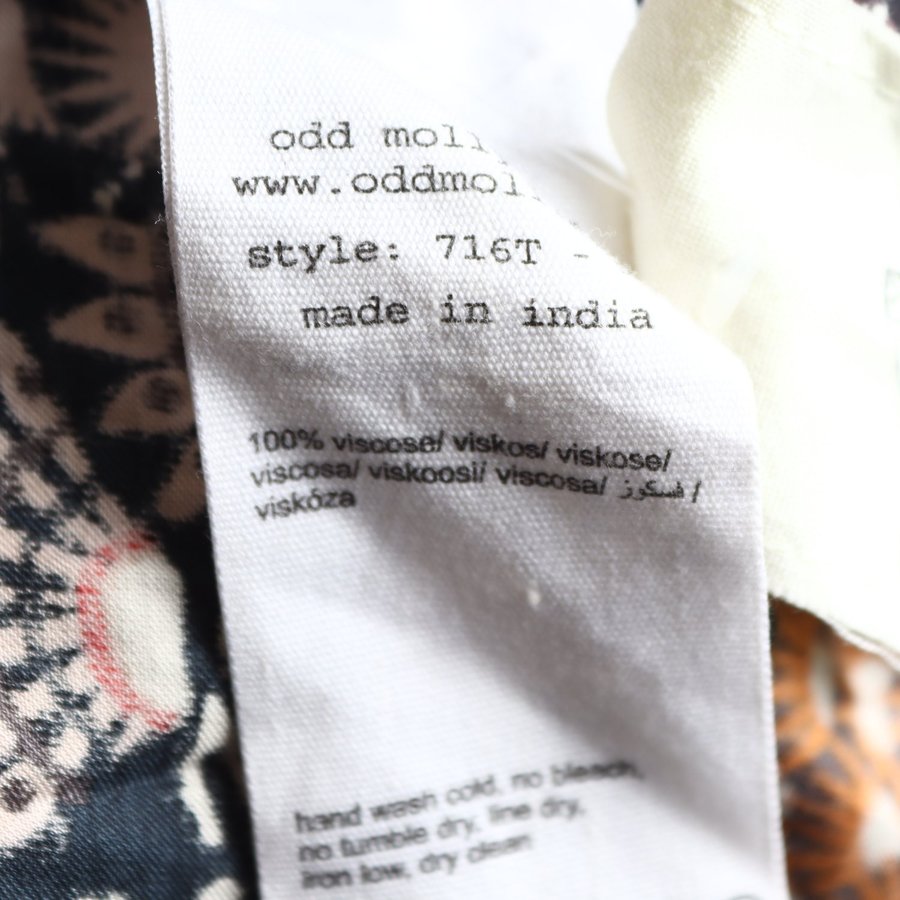 odd moll
www.oddmol
style: 716T -
made in india
100% viscose/ viskos/ viskose/
viscosa/ viskoosi/ viscosa/ فسكوز /
viskóza
hand wash cold, no bleach,
no tumble dry, line dry,
iron low, dry clean